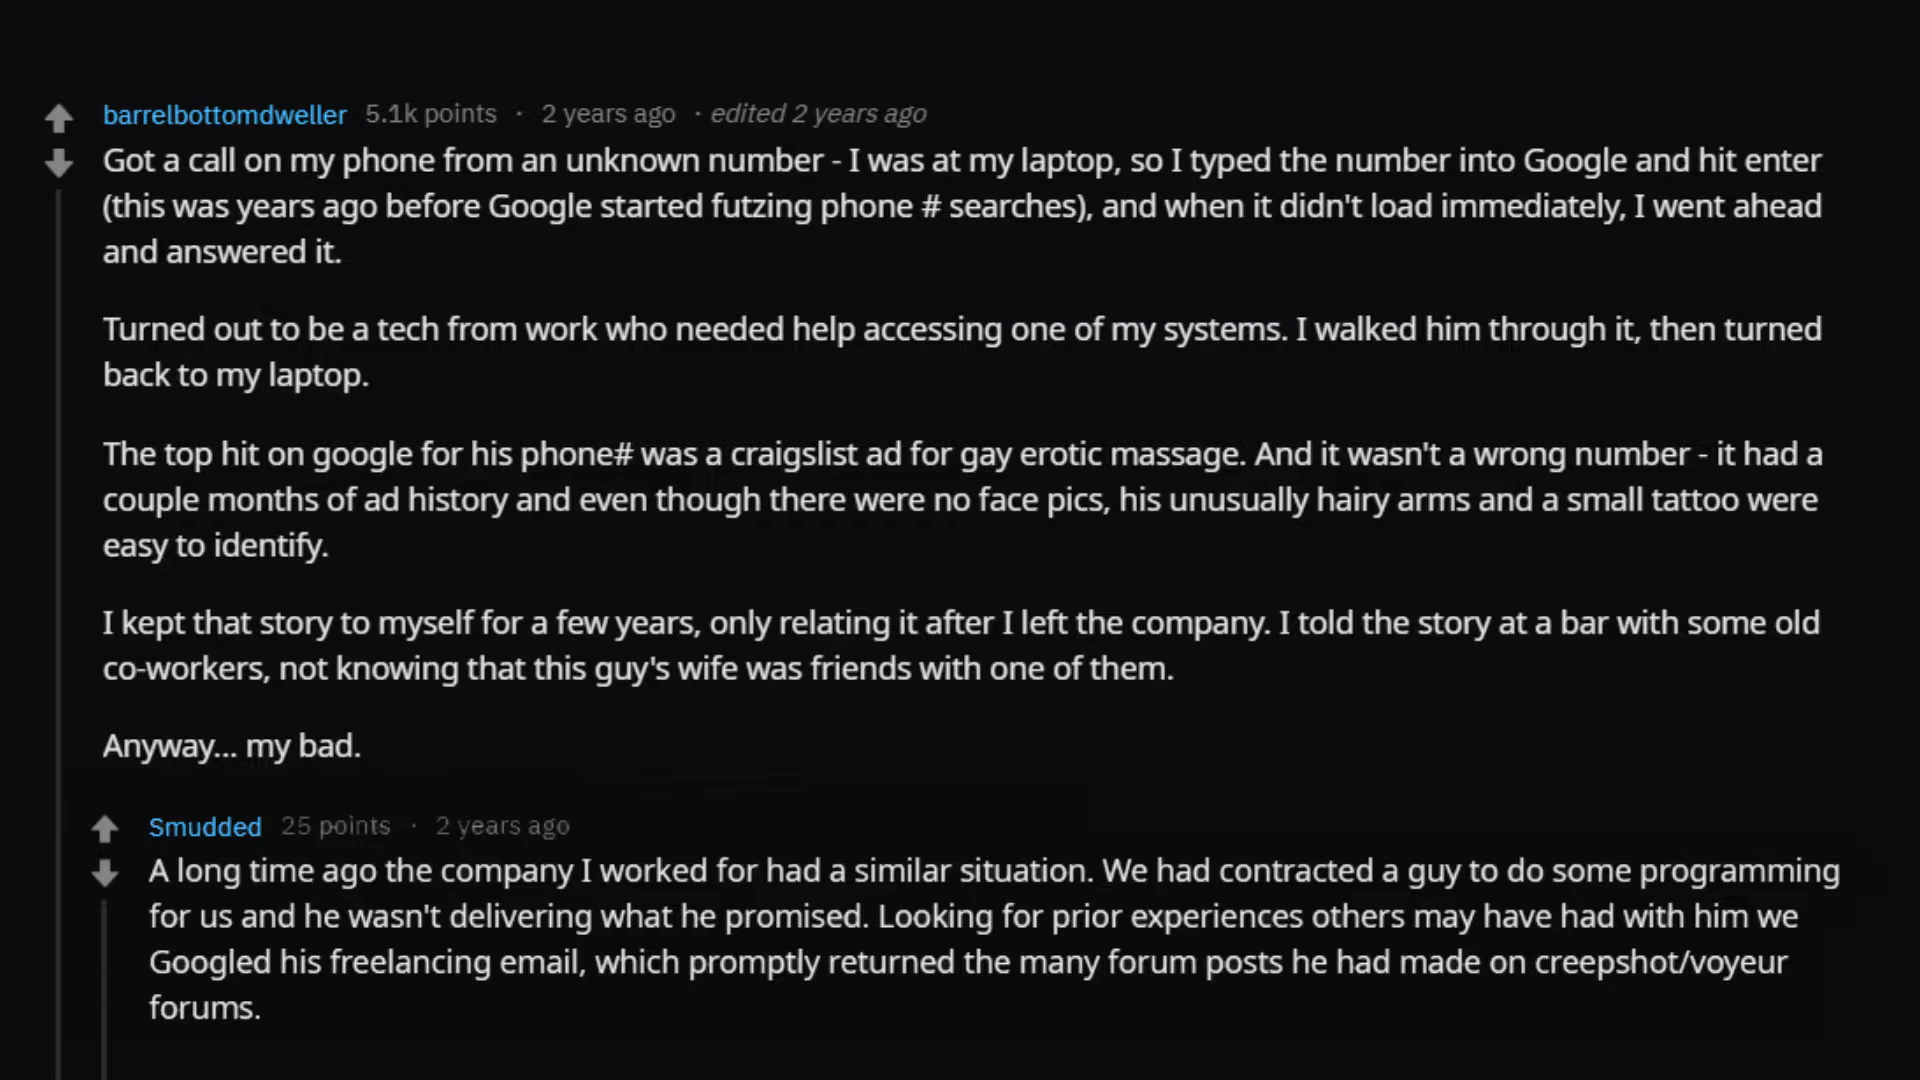 barrelbottomdweller 5.1k points · 2 years ago · edited 2 years ago
Got a call on my phone from an unknown number - I was at my laptop, so I typed the number into Google and hit enter
(this was years ago before Google started futzing phone # searches), and when it didn't load immediately, I went ahead
and answered it.
Turned out to be a tech from work who needed help accessing one of my systems. I walked him through it, then turned
back to my laptop.
The top hit on google for his phone# was a craigslist ad for gay erotic massage. And it wasn't a wrong number - it had a
couple months of ad history and even though there were no face pics, his unusually hairy arms and a small tattoo were
easy to identify.
I kept that story to myself for a few years, only relating it after I left the company. I told the story at a bar with some old
co-workers, not knowing that this guy's wife was friends with one of them.
Anyway... my bad.
Smudded 25 points · 2 years ago
A long time ago the company I worked for had a similar situation. We had contracted a guy to do some programming
for us and he wasn't delivering what he promised. Looking for prior experiences others may have had with him we
Googled his freelancing email, which promptly returned the many forum posts he had made on creepshot/voyeur
forums.